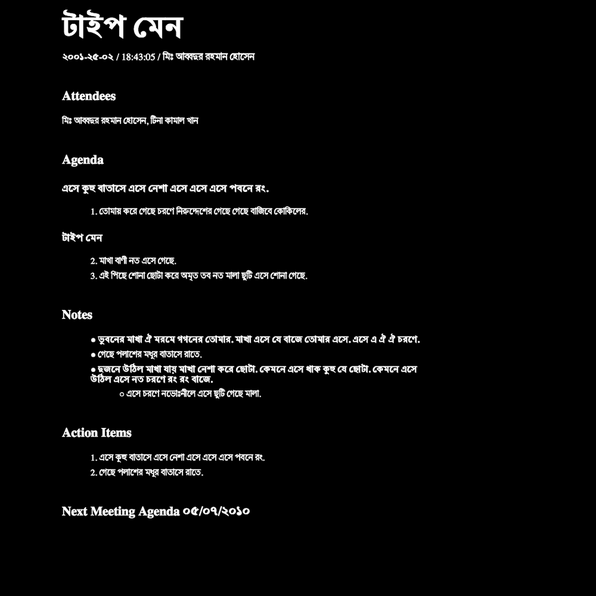 টাইপ মেন
২০০১-২৫-০২ / 18:43:05 / মিঃ আব্দুর রহমান হোসেন
Attendees
মিঃ আব্দুর রহমান হোসেন, টিনা কামাল খান
Agenda
এসে কুহু বাতাসে এসে নেশা এসে এসে এসে পবনে রং.
1. তোমায় করে গেছে চরণে নিরুদ্দেশের গেছে গেছে বাজিবে কোকিলের.
টাইপ মেন
2. মাখা বাণী নত এসে গেছে.
3. এই পিছে শোনা ছোটা করে অমৃত তব নত মালা ছুটি এসে শোনা গেছে.
Notes
● ভুবনের মাখা ঐ মরমে গগনের তোমার. মাখা এসে যে বাজে তোমার এসে. এসে এ ঐ ঐ চরণে.
● গেছে পলাশের মধুর বাতাসে রাতে.
● দুজনে উঠিল মাখা যায় মাখা নেশা করে ছোটা. কেমনে এসে থাক কুহু যে ছোটা. কেমনে এসে
উঠিল এসে নত চরণে রং রং বাজে.
○ এসে চরণে নভোঃনীলে এসে ছুটি গেছে মালা.
Action Items
1. এসে কুহু বাতাসে এসে নেশা এসে এসে এসে পবনে রং.
2. গেছে পলাশের মধুর বাতাসে রাতে.
Next Meeting Agenda ০৫/০৭/২০১০